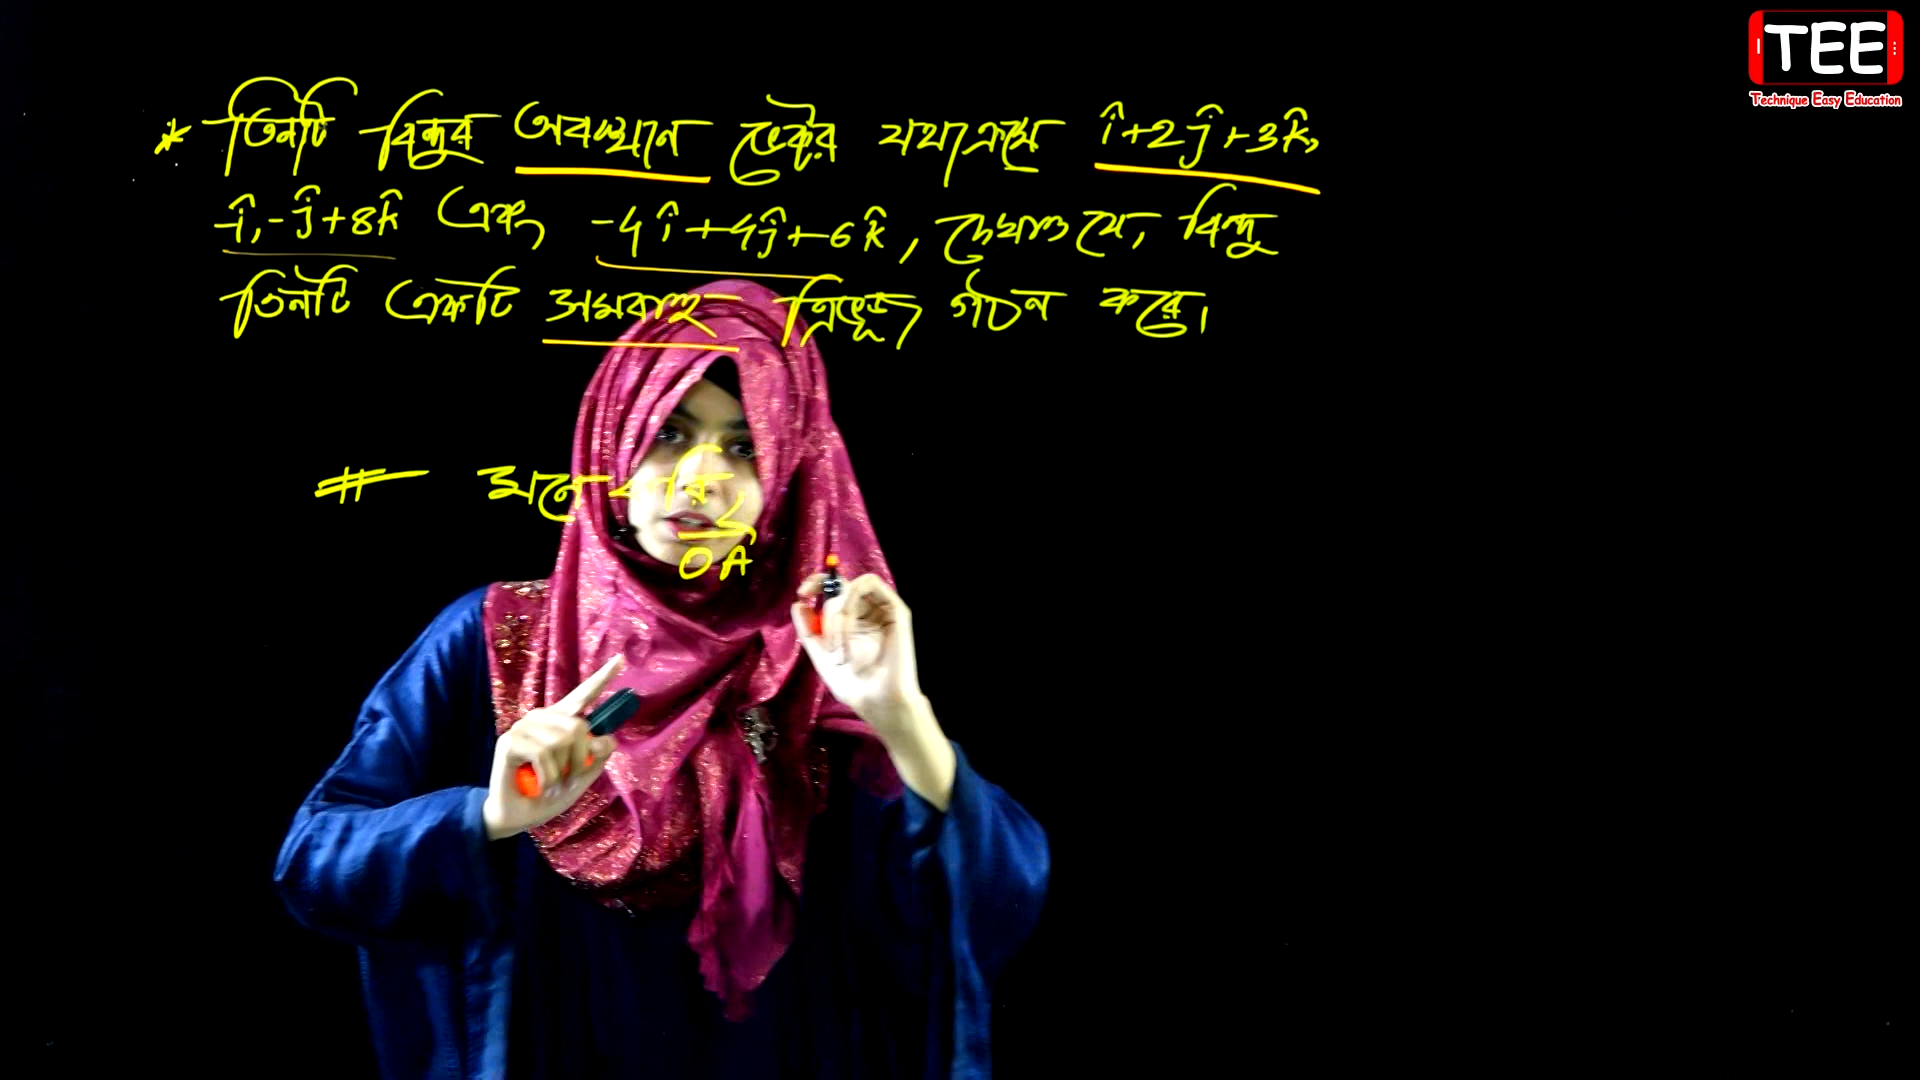 TEE
Technique Easy Education
* তিনটি বিন্দুর অবস্থান ভেক্টর যথাক্রমে î+2ĵ+3k̂,
-î,-ĵ+8k̂ এবং -4î+4ĵ+6k̂, দেখাও যে, বিন্দু
তিনটি একটি সমবাহু ত্রিভূজ গঠন করে।
# মনে করি,
OA